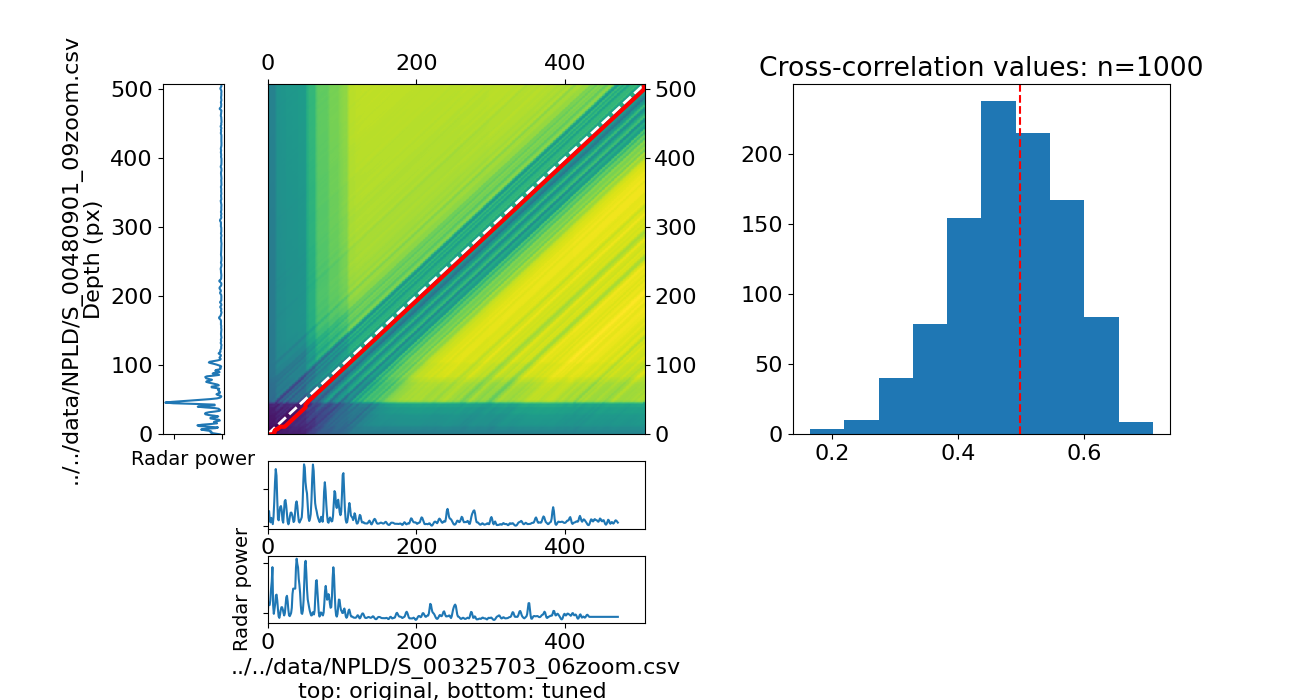 0 200 400
Cross-correlation values: n=1000
../../data/NPLD/S_00480901_09zoom.csv
Depth (px)
500
400
300
200
100
0
500
400
300
200
100
0
200
150
100
50
0
0.2 0.4 0.6
Radar power
0 200 400
Radar power
0 200 400
../../data/NPLD/S_00325703_06zoom.csv
top: original, bottom: tuned